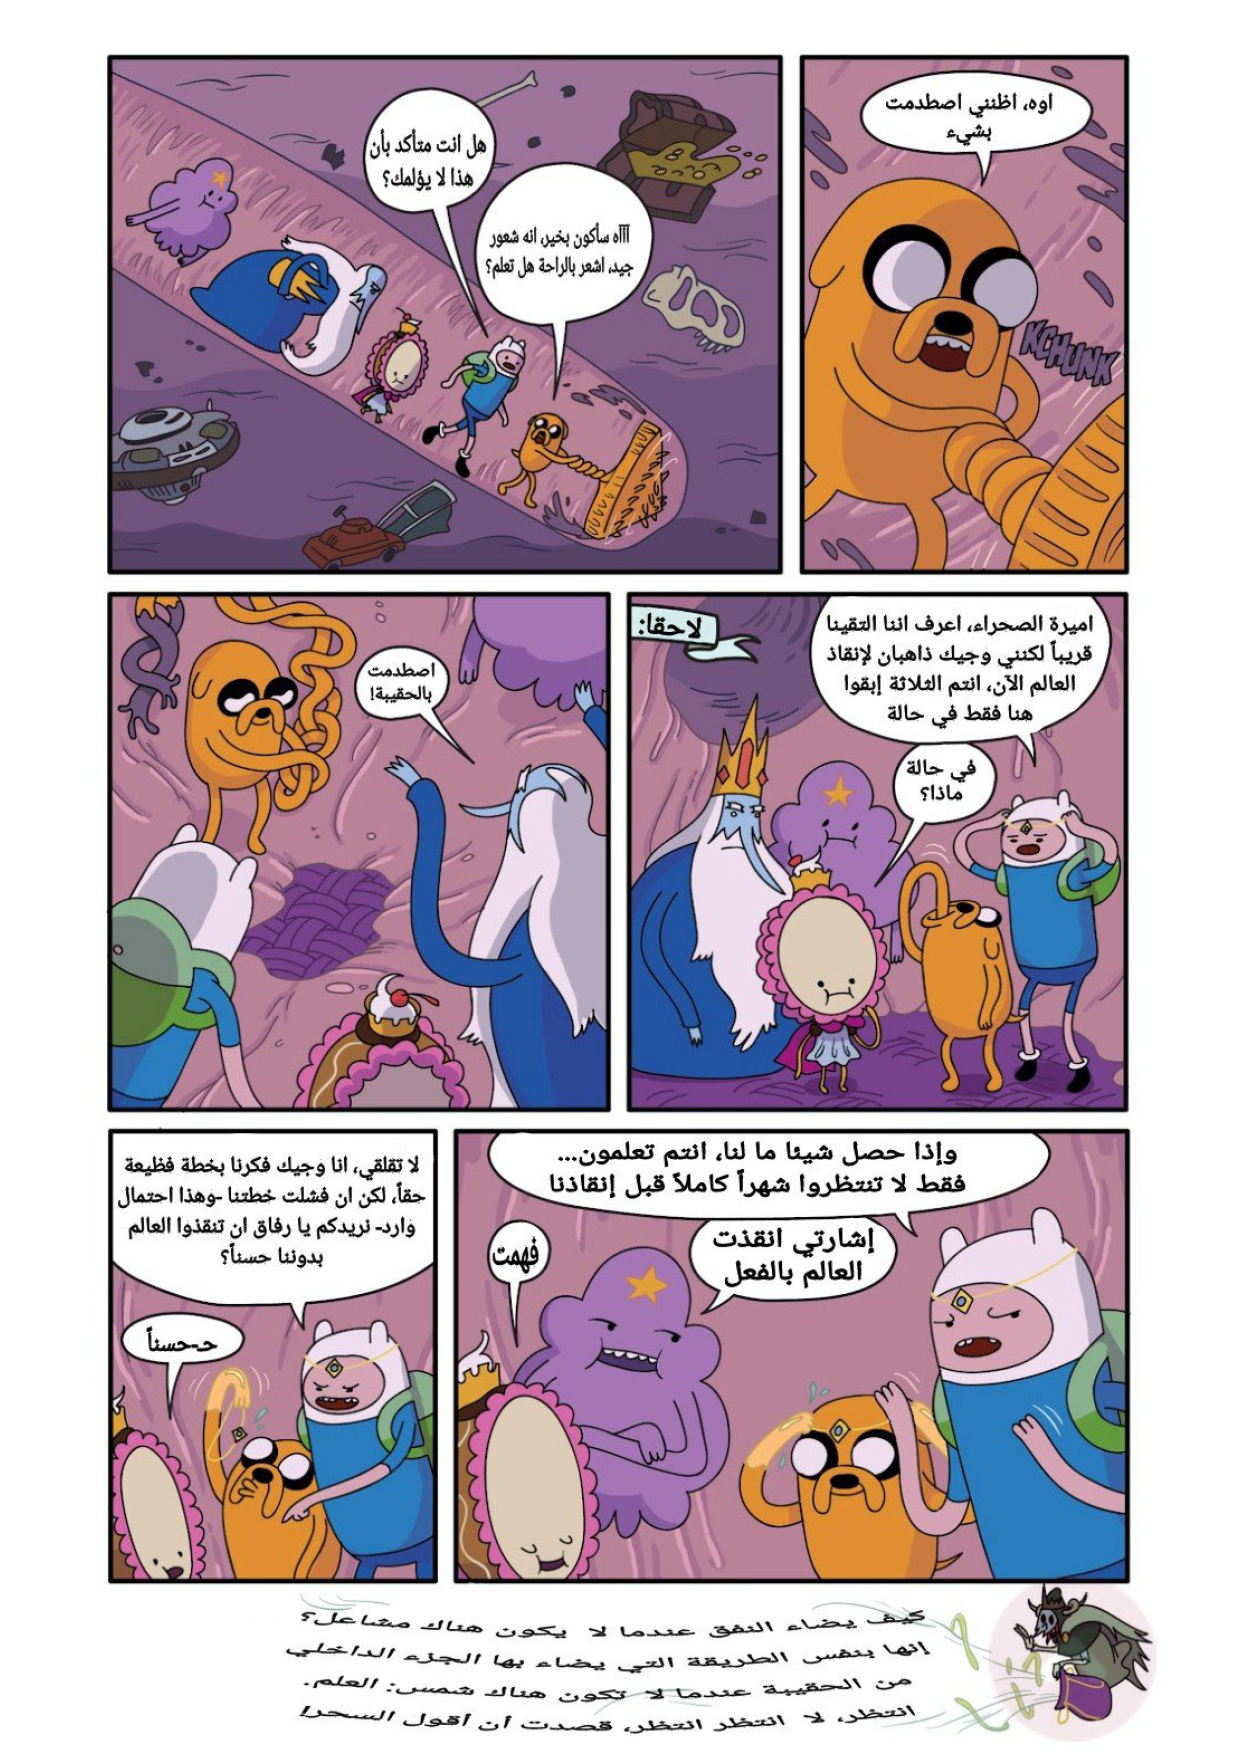 اوه، اظنني اصطدمت
بشيء
KCHUNK
هل انت متأكد بأن
هذا لا يؤلمك؟
آآآه سأكون بخير، انه شعور
جيد، اشعر بالراحة هل تعلم؟
لاحقا:
اميرة الصحراء، اعرف اننا التقينا
قريباً لكنني وجيك ذاهبان لإنقاذ
العالم الآن، انتم الثلاثة إبقوا
هنا فقط في حالة
في حالة
ماذا؟
اصطدمت
بالحقيبة!
وإذا حصل شيئا ما لنا، انتم تعلمون...
فقط لا تنتظروا شهراً كاملاً قبل إنقاذنا
إشارتي انقذت
العالم بالفعل
فهمت
لا تقلقي، انا وجيك فكرنا بخطة فظيعة
حقاً، لكن ان فشلت خطتنا -وهذا احتمال
وارد- نريدكم يا رفاق ان تنقذوا العالم
بدوننا حسناً؟
حـ-حسناً
كيف يضاء النفق عندما لا يكون هناك مشاعل؟
إنها بنفس الطريقة التي يضاء بها الجزء الداخلي
من الحقيبة عندما لا تكون هناك شمس: العلم.
انتظر، لا انتظر انتظر، قصدت أن أقول السحر!